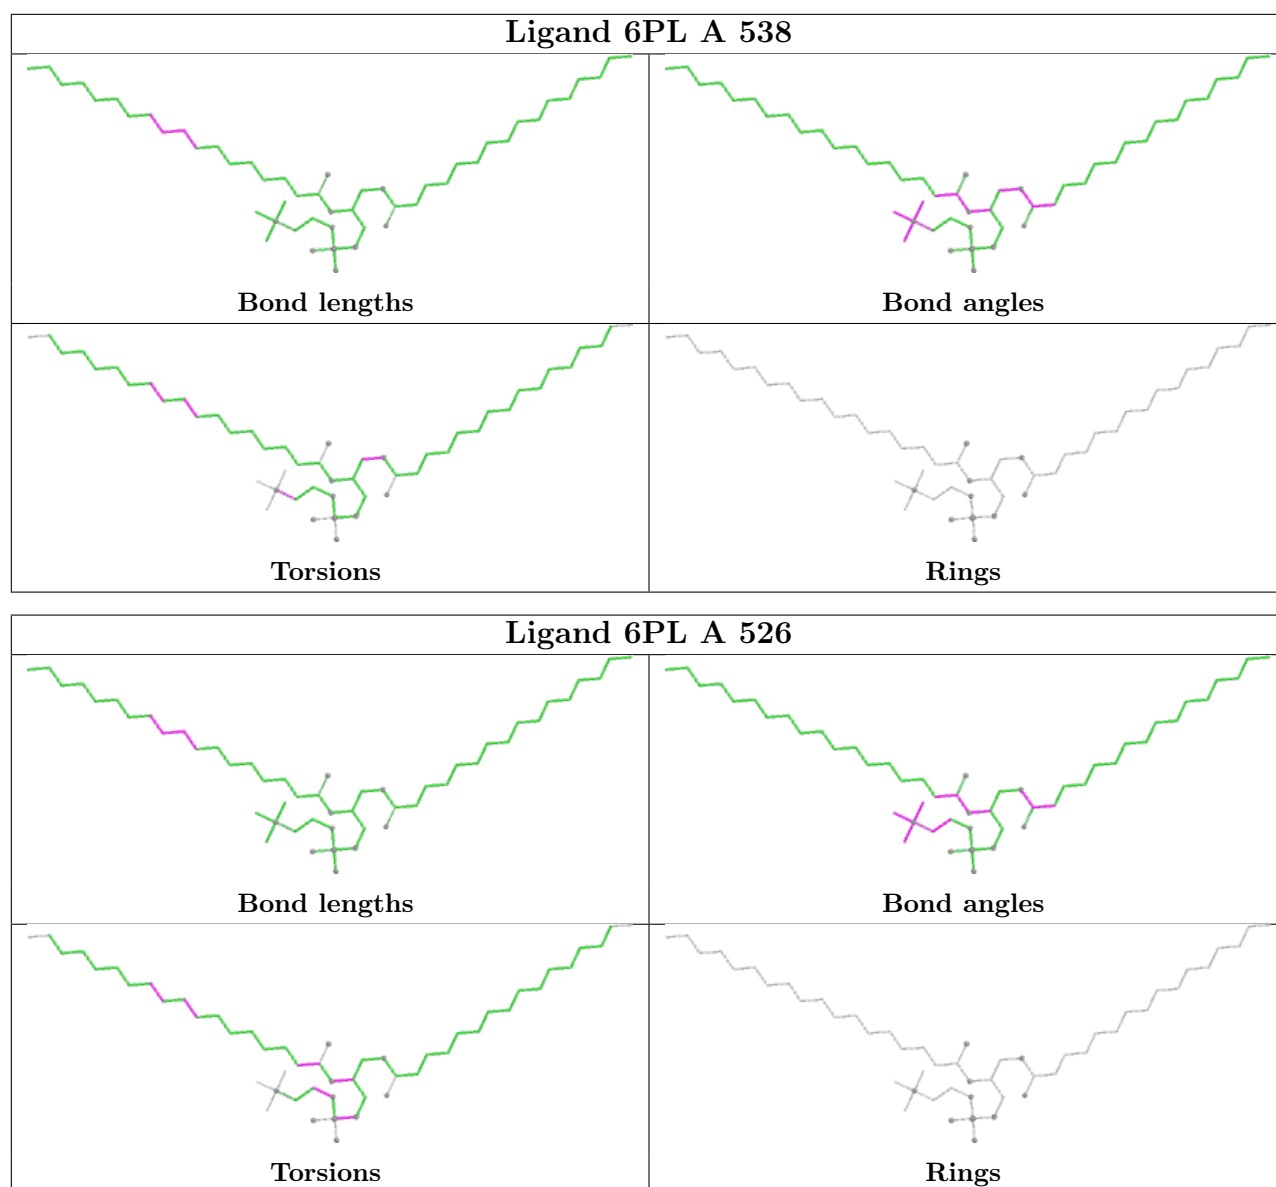 Ligand 6PL A 538
Bond lengths
Bond angles
Torsions
Rings
Ligand 6PL A 526
Bond lengths
Bond angles
Torsions
Rings